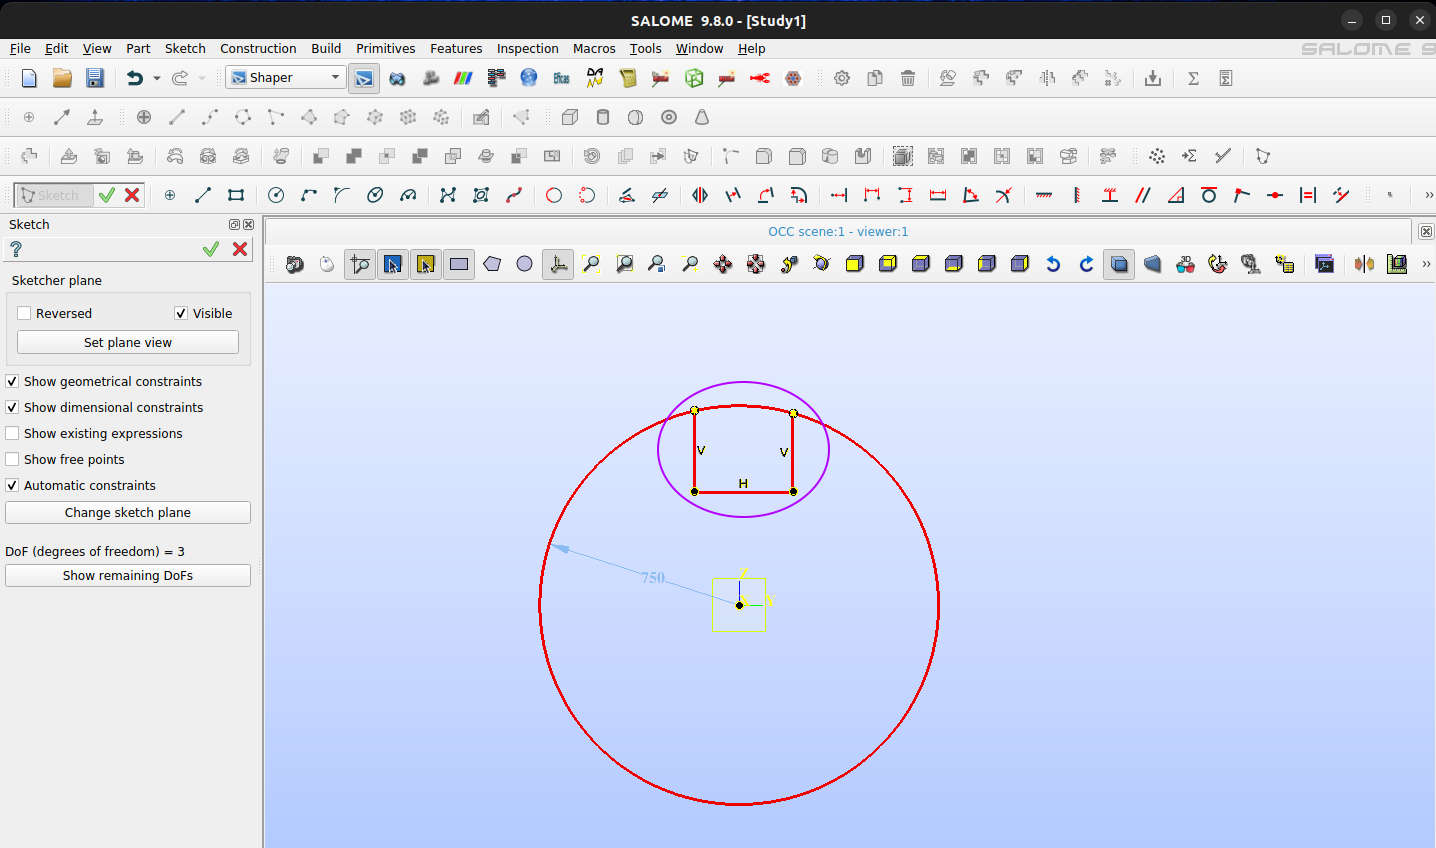 SALOME 9.8.0 - [Study1]
File Edit View Part Sketch Construction Build Primitives Features Inspection Macros Tools Window Help
SALOME 9
Shaper
Eficas
DA
Sketch
Sketch
OCC scene:1 - viewer:1
3D
Sketcher plane
Reversed Visible
Set plane view
Show geometrical constraints
Show dimensional constraints
Show existing expressions
Show free points
Automatic constraints
Change sketch plane
DoF (degrees of freedom) = 3
Show remaining DoFs
V V
H
750
Z
X Y